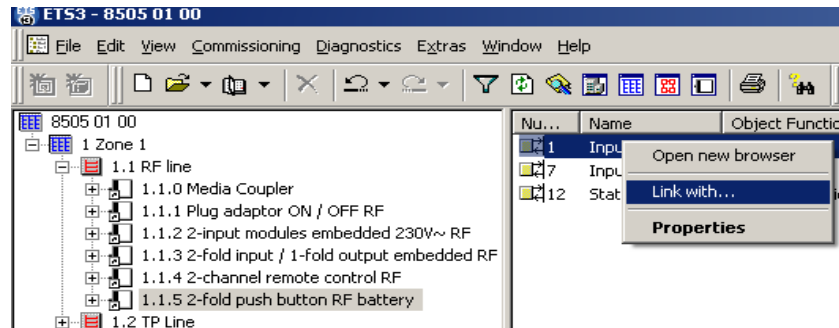 ETS3 - 8505 01 00
File Edit View Commissioning Diagnostics Extras Window Help
8505 01 00
1 Zone 1
1.1 RF line
1.1.0 Media Coupler
1.1.1 Plug adaptor ON / OFF RF
1.1.2 2-input modules embedded 230V~ RF
1.1.3 2-fold input / 1-fold output embedded RF
1.1.4 2-channel remote control RF
1.1.5 2-fold push button RF battery
1.2 TP Line
Nu... Name Object Functio
1 Inpu
7 Inpu
12 Stat
Open new browser
Link with...
Properties